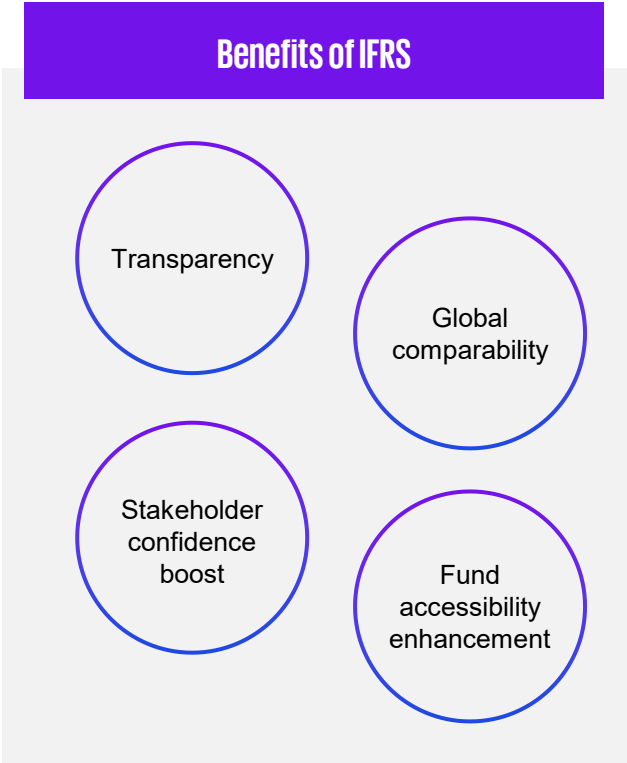 Benefits of IFRS
Transparency
Global
comparability
Stakeholder
confidence
boost
Fund
accessibility
enhancement